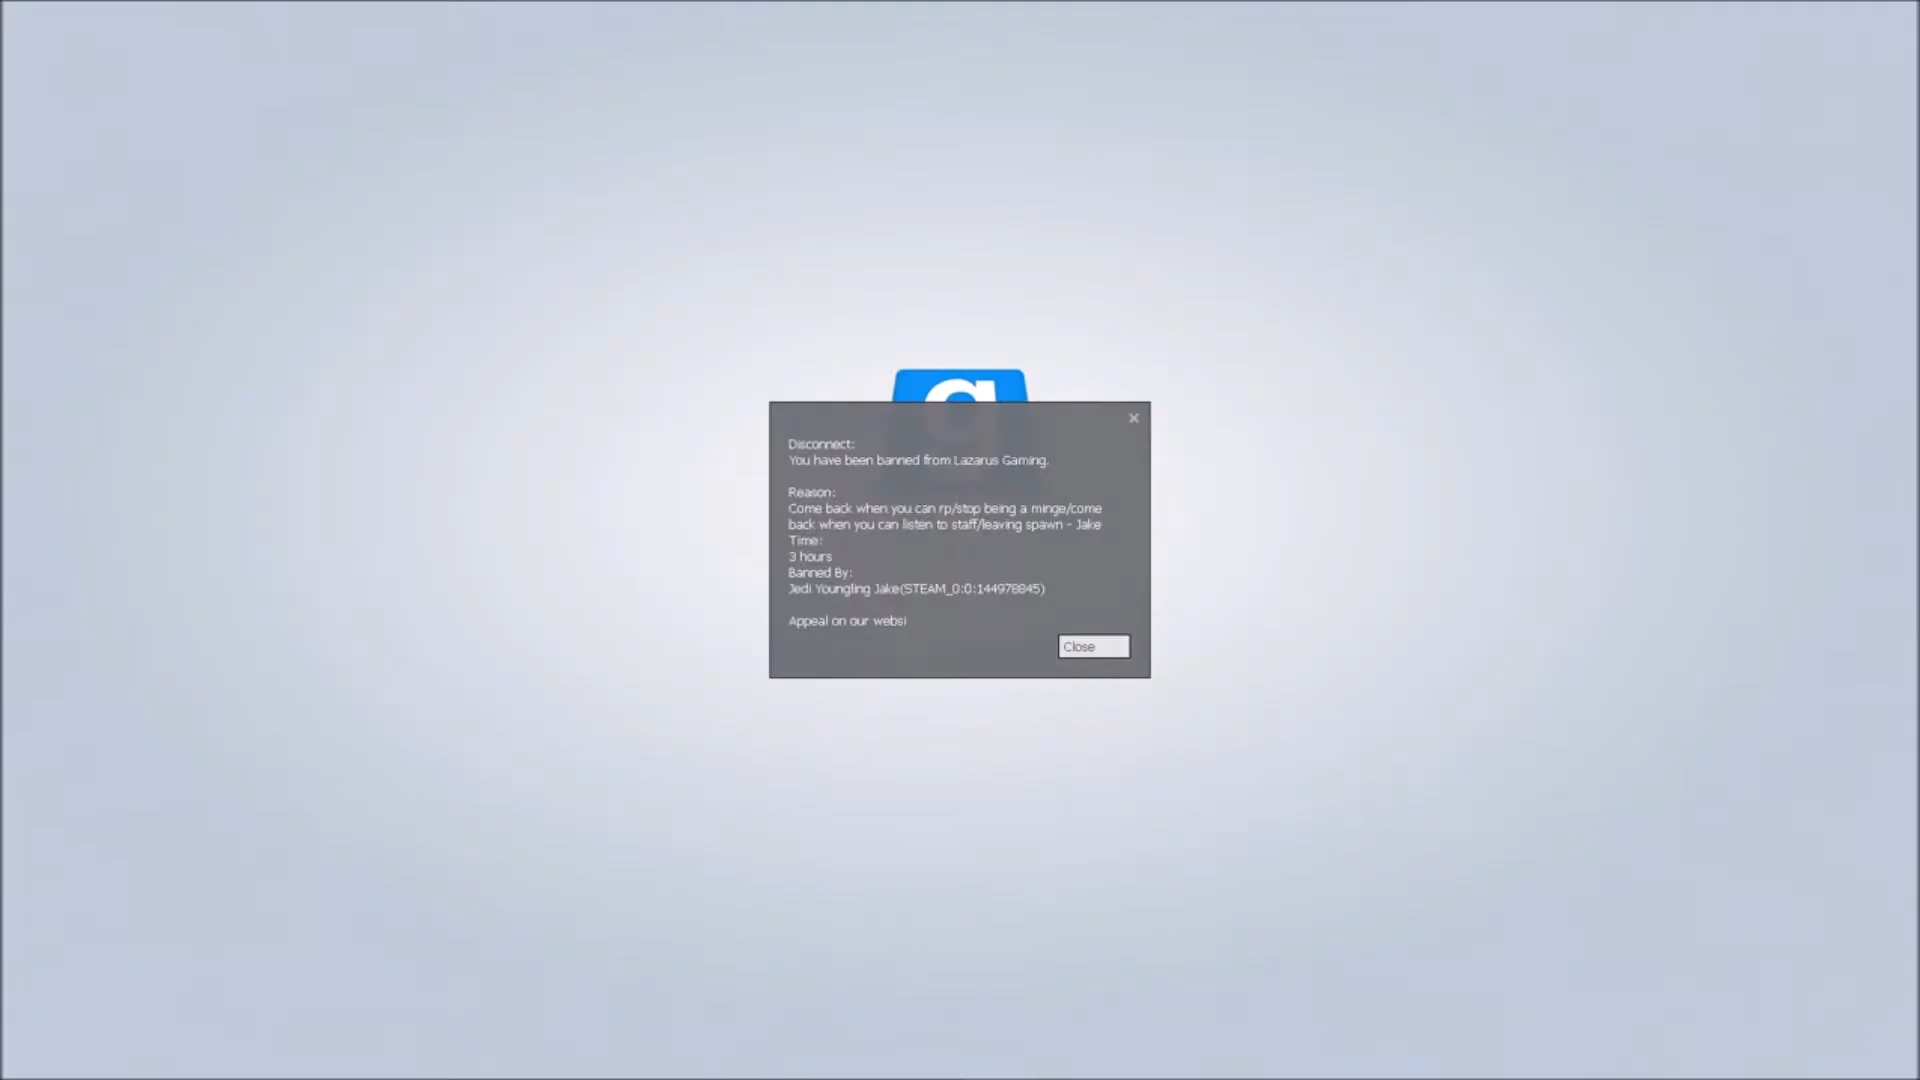 g
Disconnect:
You have been banned from Lazarus Gaming.
Reason:
Come back when you can rp/stop being a minge/come
back when you can listen to staff/leaving spawn - Jake
Time:
3 hours
Banned By:
Jedi Youngling Jake(STEAM_0:0:144978845)
Appeal on our websi
Close